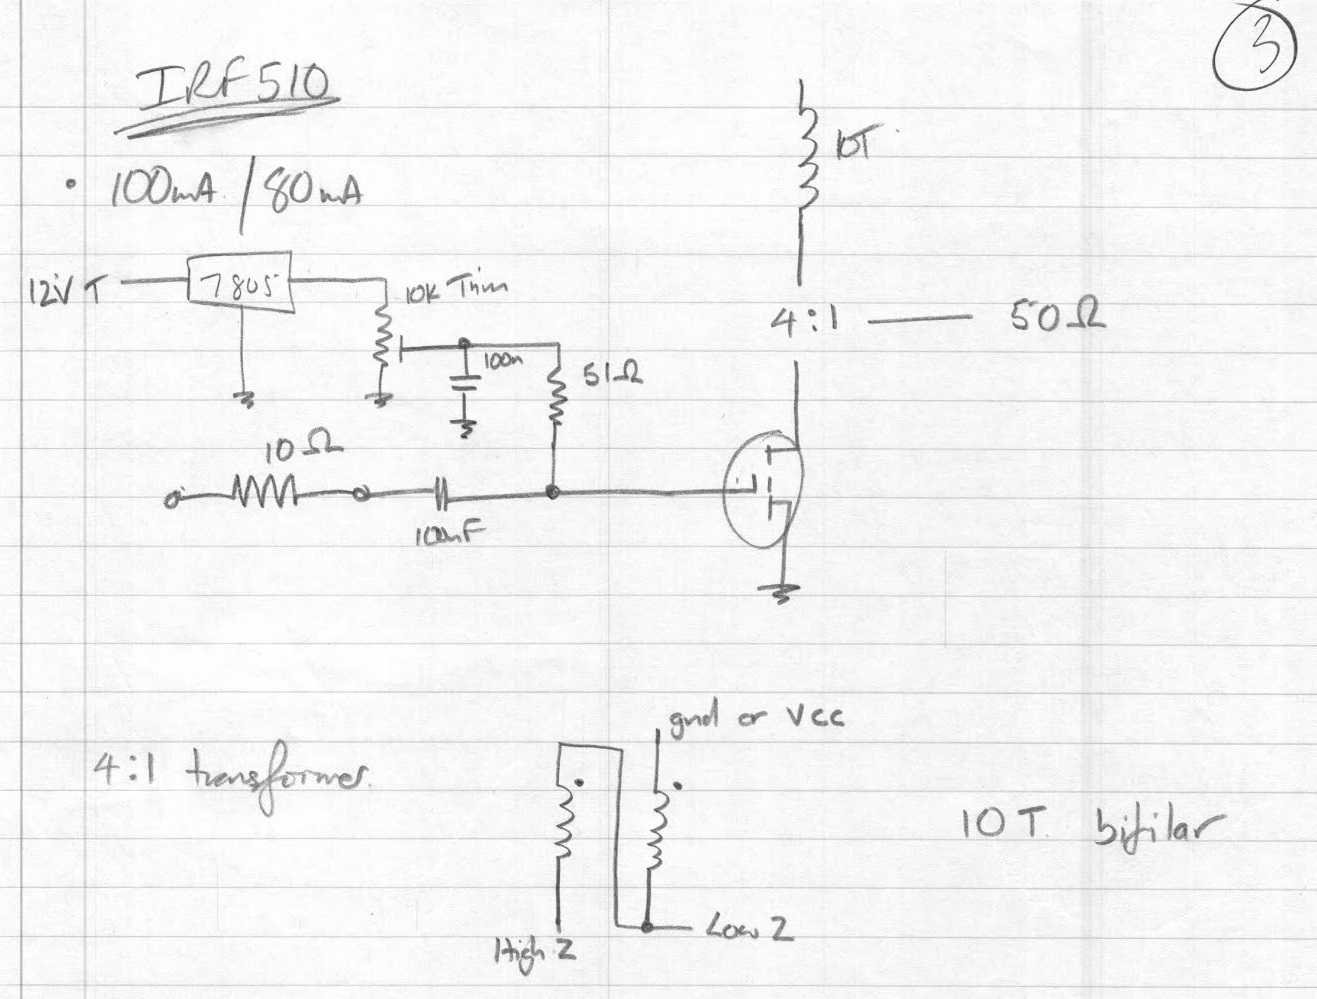 3
IRF510
• 100mA / 80mA
10T
12V T
7805
10K Trim
4:1
50Ω
100n
51Ω
10Ω
100nF
gnd or Vcc
4:1 transformer.
10T bifilar
High Z
Low Z